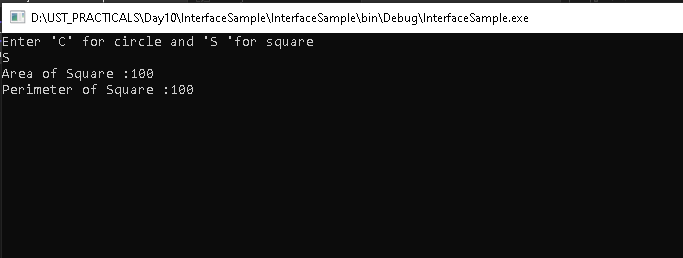 D:\UST_PRACTICALS\Day10\InterfaceSample\InterfaceSample\bin\Debug\InterfaceSample.exe
Enter 'C' for circle and 'S 'for square
S
Area of Square :100
Perimeter of Square :100